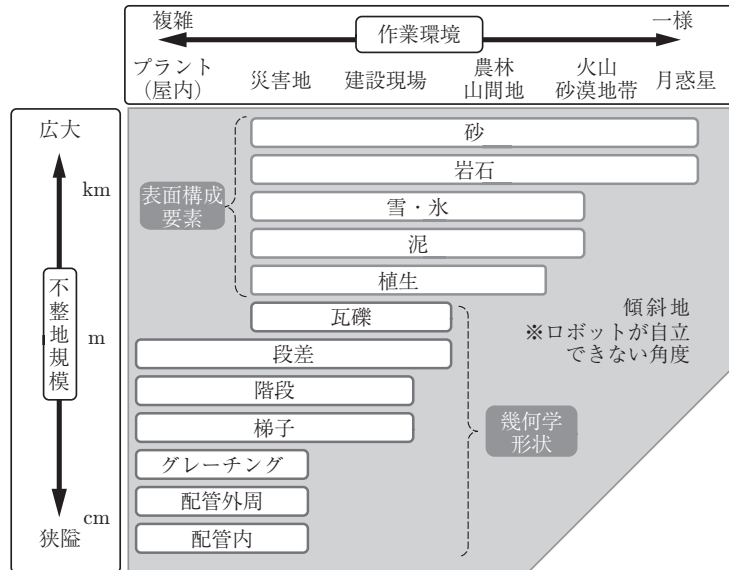 複雑
作業環境
一様
プラント
（屋内）
災害地
建設現場
農林
山間地
火山
砂漠地帯
月惑星
広大
km
不整地規模
m
cm
狭隘
表面構成
要素
砂
岩石
雪・氷
泥
植生
瓦礫
段差
階段
梯子
グレーチング
配管外周
配管内
幾何学
形状
傾斜地
※ロボットが自立
できない角度